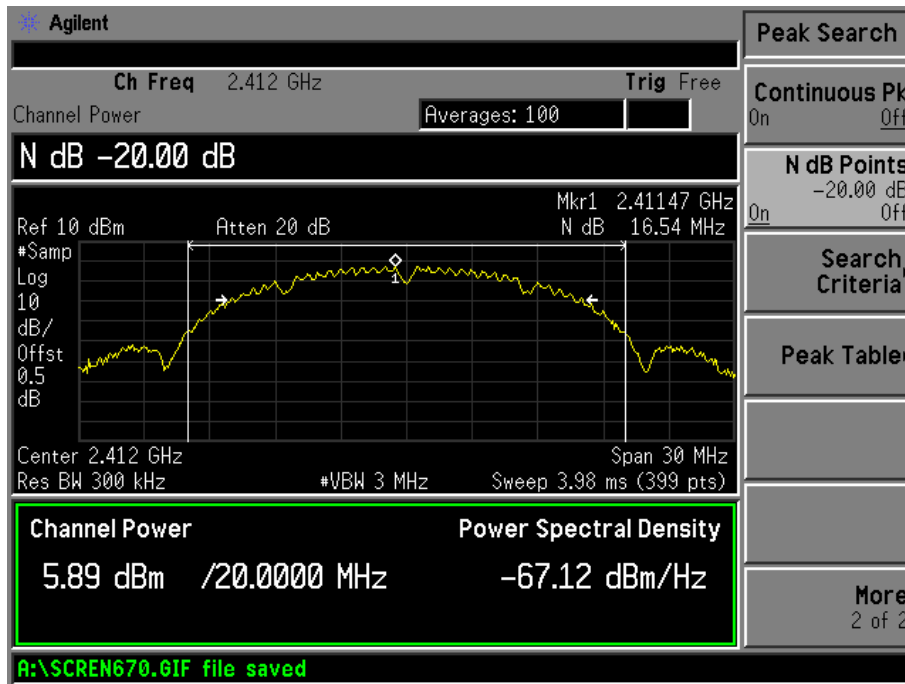 Agilent
Peak Search
Ch Freq 2.412 GHz Trig Free
Channel Power Averages: 100
Continuous Pk
On Off
N dB -20.00 dB
N dB Points
-20.00 dB
On Off
Mkr1 2.41147 GHz
Ref 10 dBm Atten 20 dB N dB 16.54 MHz
#Samp
Log
10
dB/
Offst
0.5
dB
1
Search
Criteria
Peak Table
Center 2.412 GHz Span 30 MHz
Res BW 300 kHz #VBW 3 MHz Sweep 3.98 ms (399 pts)
Channel Power Power Spectral Density
5.89 dBm /20.0000 MHz -67.12 dBm/Hz
More
2 of 2
A:\SCREN670.GIF file saved